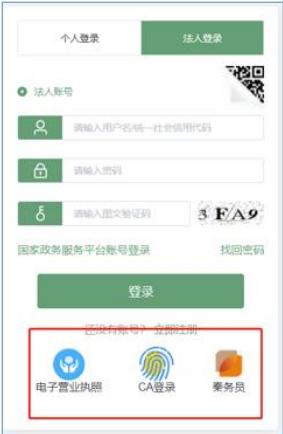 个人登录 法人登录
法人账号
请输入用户名/统一社会信用代码
请输入密码
请输入图文验证码 3FA9
国家政务服务平台账号登录 找回密码
登录
还没有账号? 立即注册
电子营业执照 CA登录 秦务员